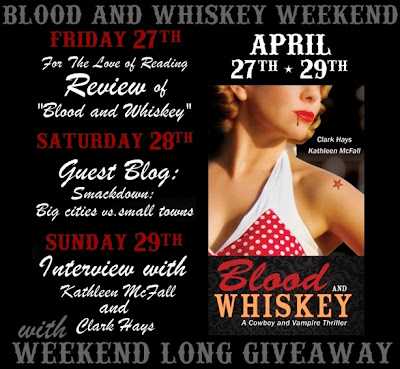 BLOOD AND WHISKEY WEEKEND
FRIDAY 27TH
For The Love of Reading
Review of
"Blood and Whiskey"
SATURDAY 28TH
Guest Blog:
Smackdown:
Big cities vs.small towns
SUNDAY 29TH
Interview with
Kathleen McFall
and
Clark Hays
APRIL
27TH ★ 29TH
Clark Hays
Kathleen McFall
Blood
AND
WHISKEY
A Cowboy and Vampire Thriller
with
WEEKEND LONG GIVEAWAY